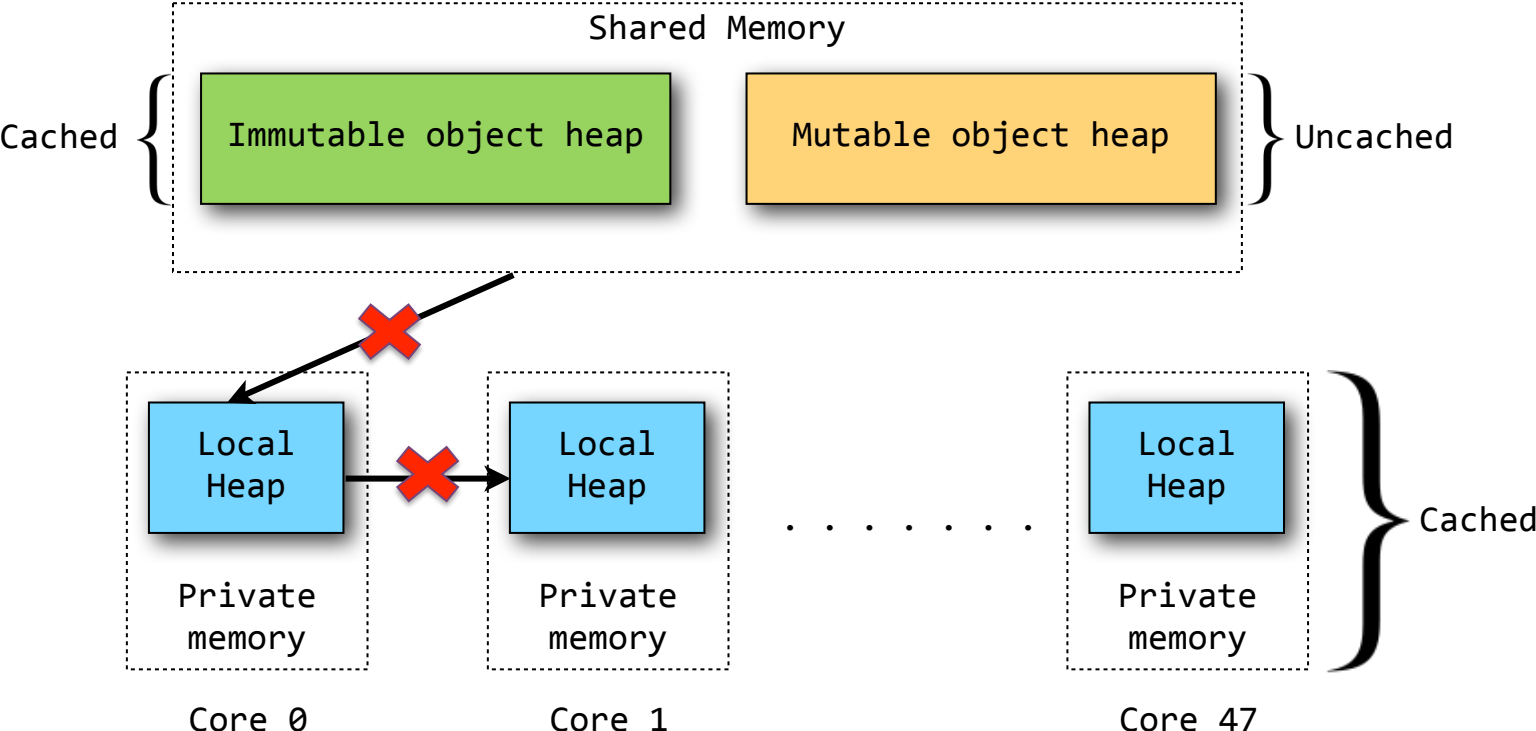 Shared Memory
Cached
Immutable object heap
Mutable object heap
Uncached
Local
Heap
Local
Heap
. . . . . . .
Local
Heap
Cached
Private
memory
Private
memory
Private
memory
Core 0
Core 1
Core 47